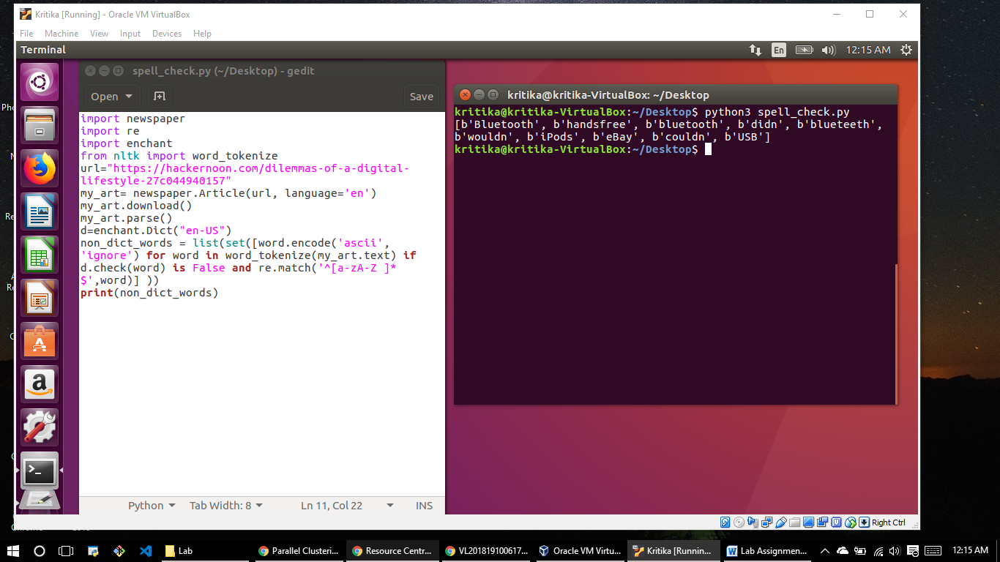 Kritika [Running] - Oracle VM VirtualBox
File Machine View Input Devices Help
Terminal
En
12:15 AM
spell_check.py (~/Desktop) - gedit
Open
Save
import newspaper
import re
import enchant
from nltk import word_tokenize
url="https://hackernoon.com/dilemmas-of-a-digital-
lifestyle-27c044940157"
my_art= newspaper.Article(url, language='en')
my_art.download()
my_art.parse()
d=enchant.Dict("en-US")
non_dict_words = list(set([word.encode('ascii',
'ignore') for word in word_tokenize(my_art.text) if
d.check(word) is False and re.match('^[a-zA-Z ]*
$',word)] ))
print(non_dict_words)
Python
Tab Width: 8
Ln 11, Col 22
INS
kritika@kritika-VirtualBox: ~/Desktop
kritika@kritika-VirtualBox:~/Desktop$ python3 spell_check.py
[b'Bluetooth', b'handsfree', b'bluetooth', b'didn', b'blueteeth',
b'wouldn', b'iPods', b'eBay', b'couldn', b'USB']
kritika@kritika-VirtualBox:~/Desktop$
Right Ctrl
Lab
Parallel Clusteri...
Resource Centr...
VL201819100617...
Oracle VM Virtu...
Kritika [Runnin...
Lab Assignmen...
12:15 AM